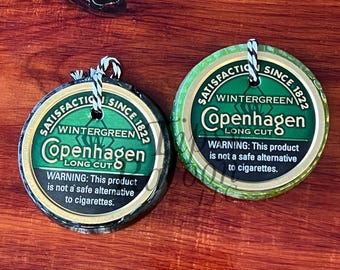 SATISFACTION SINCE 1822
WINTERGREEN
Copenhagen
LONG CUT
WARNING: This product
is not a safe alternative
to cigarettes.
SATISFACTION SINCE 1822
WINTERGREEN
Copenhagen
LONG CUT
WARNING: This product
is not a safe alternative
to cigarettes.